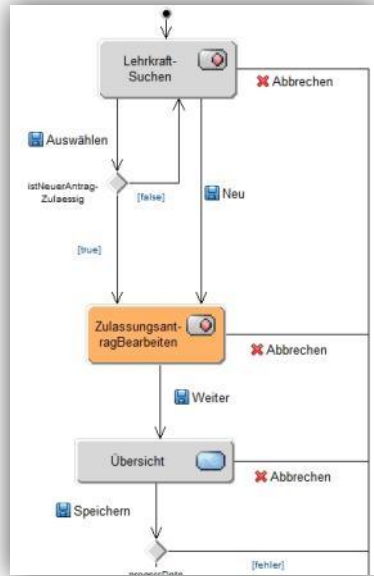 Lehrkraft-
Suchen
Abbrechen
Auswählen
istNeuerAntrag-
Zulaessig
[false]
Neu
[true]
Zulassungsant-
ragBearbeiten
Abbrechen
Weiter
Übersicht
Abbrechen
Speichern
[fehler]